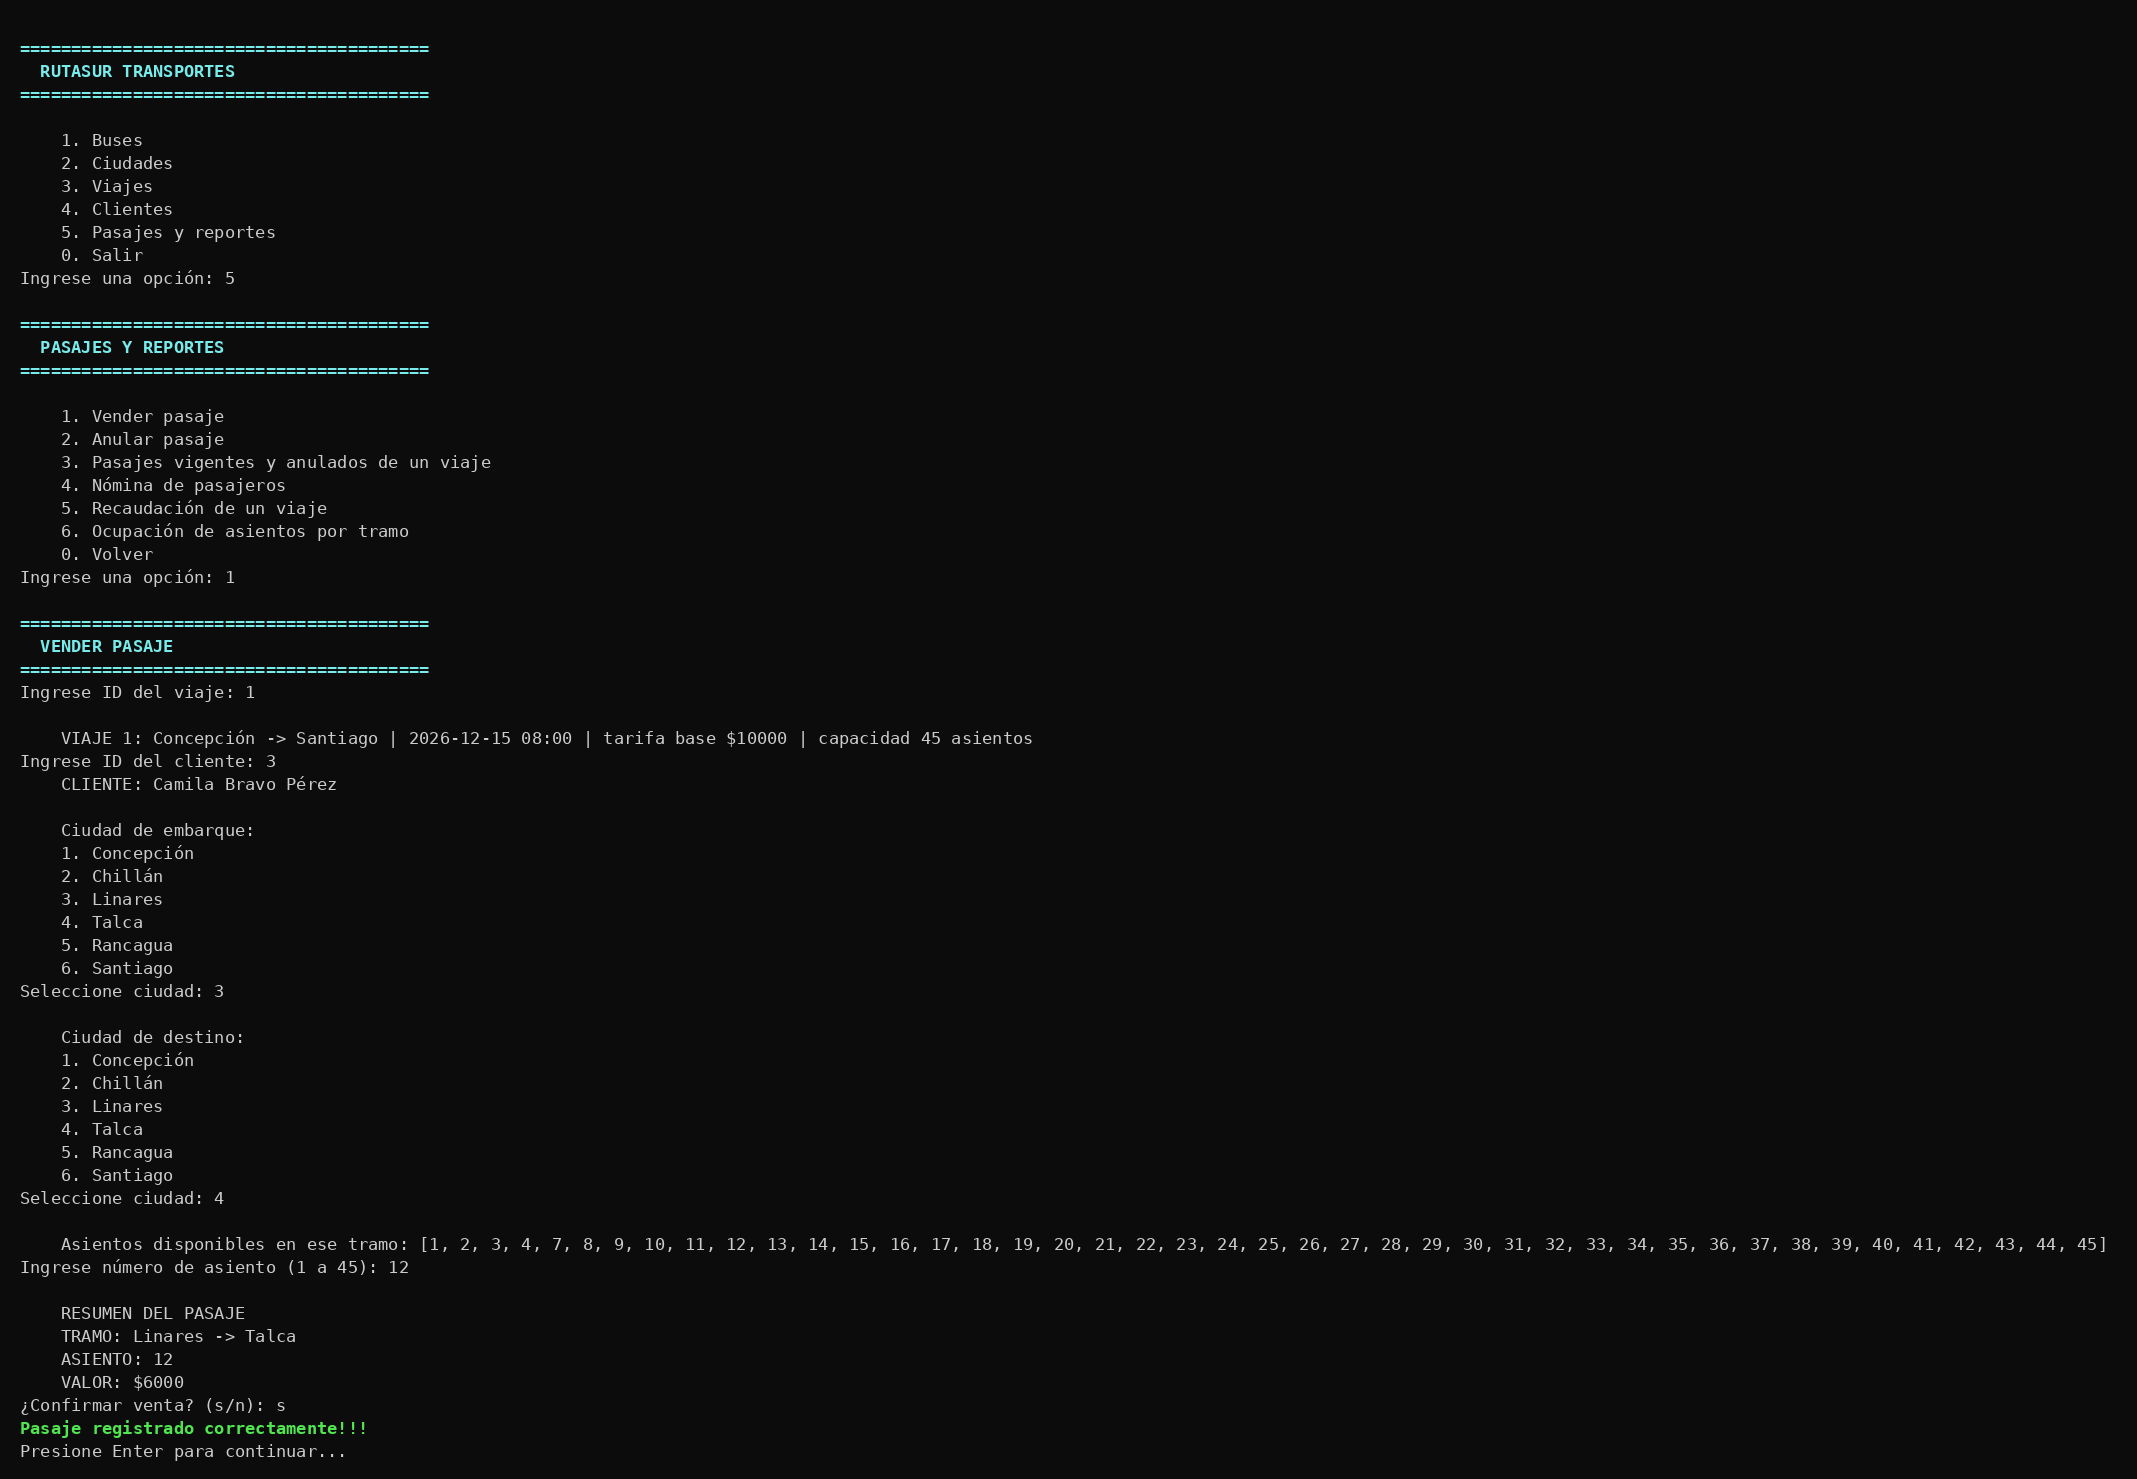 ========================================
RUTASUR TRANSPORTES
========================================
1. Buses
2. Ciudades
3. Viajes
4. Clientes
5. Pasajes y reportes
0. Salir
Ingrese una opción: 5
========================================
PASAJES Y REPORTES
========================================
1. Vender pasaje
2. Anular pasaje
3. Pasajes vigentes y anulados de un viaje
4. Nómina de pasajeros
5. Recaudación de un viaje
6. Ocupación de asientos por tramo
0. Volver
Ingrese una opción: 1
========================================
VENDER PASAJE
========================================
Ingrese ID del viaje: 1
VIAJE 1: Concepción -> Santiago | 2026-12-15 08:00 | tarifa base $10000 | capacidad 45 asientos
Ingrese ID del cliente: 3
CLIENTE: Camila Bravo Pérez
Ciudad de embarque:
1. Concepción
2. Chillán
3. Linares
4. Talca
5. Rancagua
6. Santiago
Seleccione ciudad: 3
Ciudad de destino:
1. Concepción
2. Chillán
3. Linares
4. Talca
5. Rancagua
6. Santiago
Seleccione ciudad: 4
Asientos disponibles en ese tramo: [1, 2, 3, 4, 7, 8, 9, 10, 11, 12, 13, 14, 15, 16, 17, 18, 19, 20, 21, 22, 23, 24, 25, 26, 27, 28, 29, 30, 31, 32, 33, 34, 35, 36, 37, 38, 39, 40, 41, 42, 43, 44, 45]
Ingrese número de asiento (1 a 45): 12
RESUMEN DEL PASAJE
TRAMO: Linares -> Talca
ASIENTO: 12
VALOR: $6000
¿Confirmar venta? (s/n): s
Pasaje registrado correctamente!!!
Presione Enter para continuar...